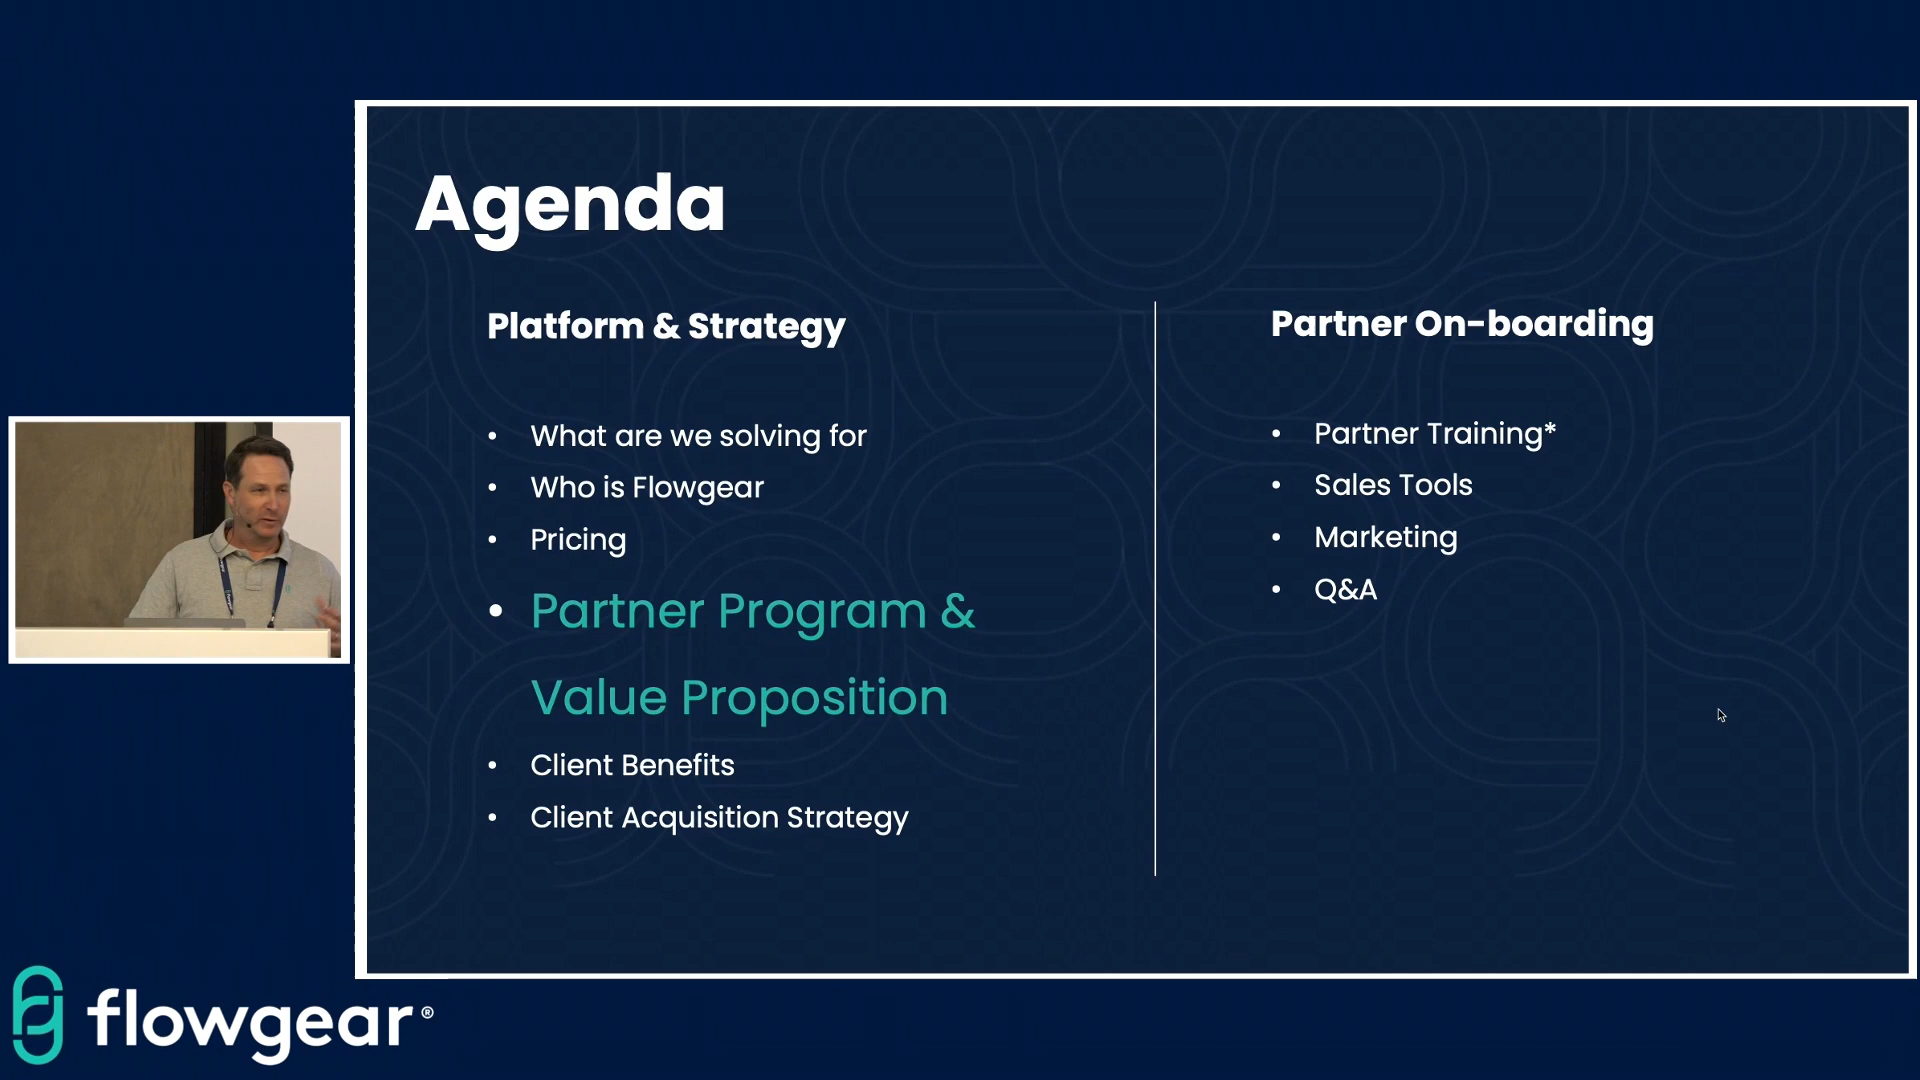 Agenda
Platform & Strategy
• What are we solving for
• Who is Flowgear
• Pricing
• Partner Program &
Value Proposition
• Client Benefits
• Client Acquisition Strategy
Partner On-boarding
• Partner Training*
• Sales Tools
• Marketing
• Q&A
flowgear®